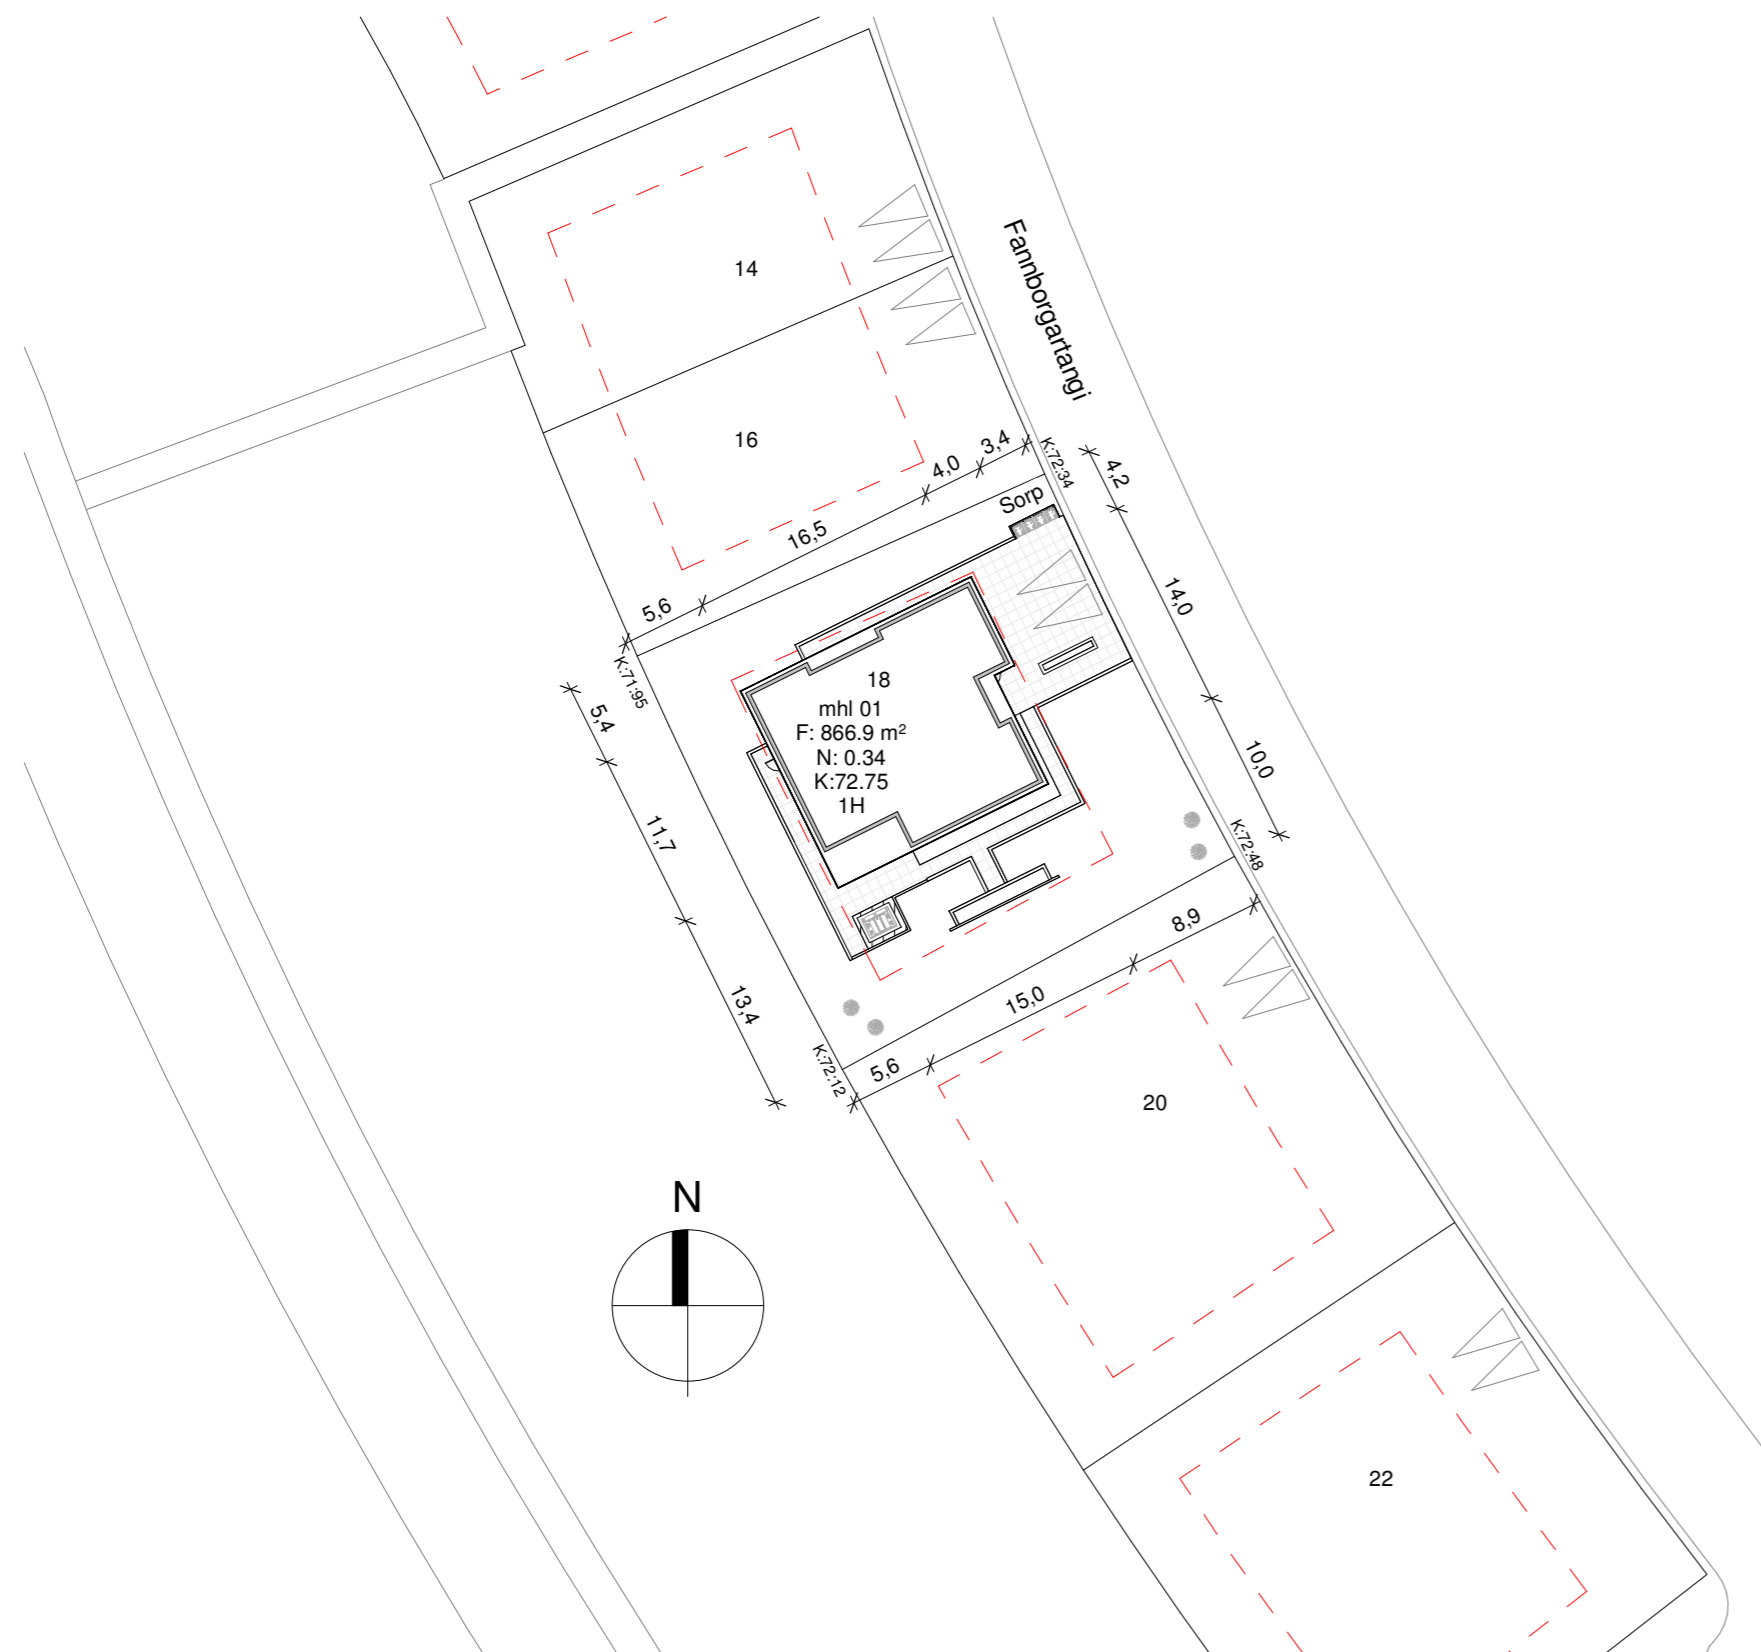 14
Fannborgartangi
16
3,4
4,0
K:72:34
4,2
Sorp
16,5
14,0
5,6
K:71:95
18
mhl 01
F: 866.9 m²
N: 0.34
K:72.75
1H
5,4
10,0
11,7
K:72:48
8,9
15,0
13,4
K:72:12
5,6
20
N
22